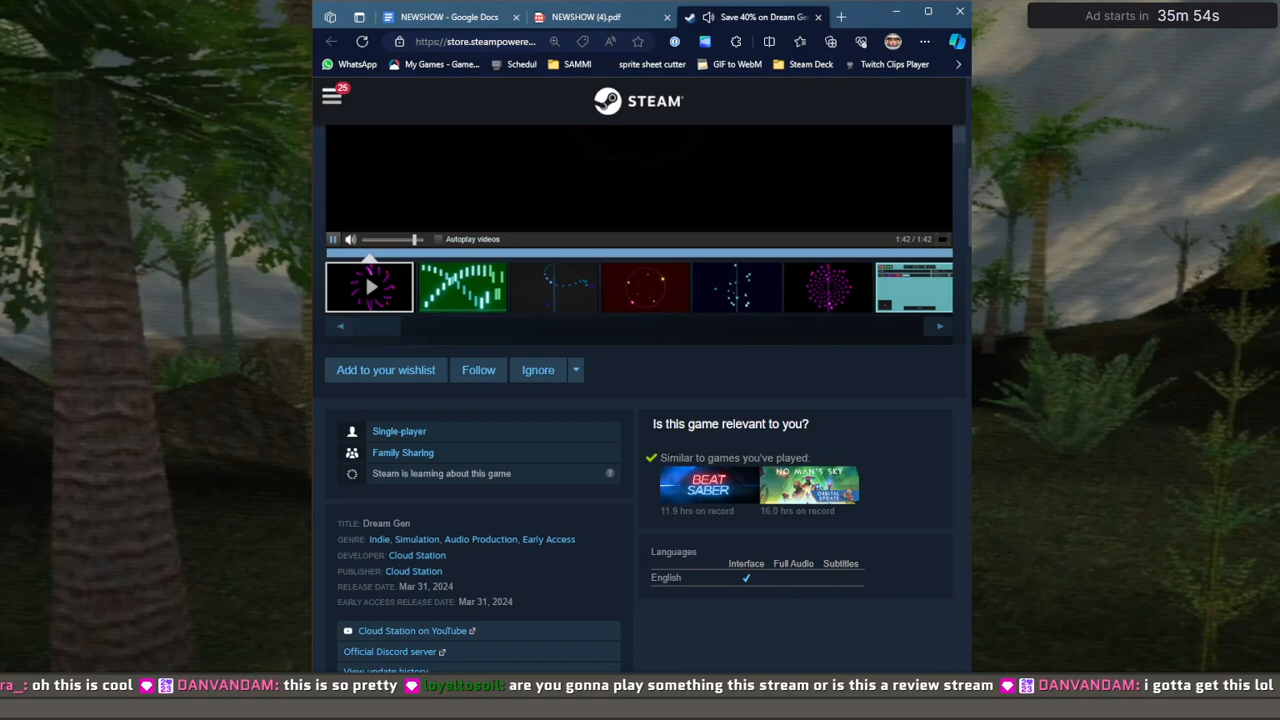 NEWSHOW - Google Docs
NEWSHOW (4).pdf
Save 40% on Dream Ge
Ad starts in 35m 54s
https://store.steampowere...
WhatsApp
My Games - Game...
Schedul
SAMMI
sprite sheet cutter
GIF to WebM
Steam Deck
Twitch Clips Player
25
STEAM
Autoplay videos
1:42 / 1:42
Add to your wishlist
Follow
Ignore
Single-player
Family Sharing
Steam is learning about this game ?
Is this game relevant to you?
Similar to games you've played:
BEAT SABER
NO MAN'S SKY
ORBITAL UPDATE
11.9 hrs on record
16.0 hrs on record
TITLE: Dream Gen
GENRE: Indie, Simulation, Audio Production, Early Access
DEVELOPER: Cloud Station
PUBLISHER: Cloud Station
RELEASE DATE: Mar 31, 2024
EARLY ACCESS RELEASE DATE: Mar 31, 2024
Languages
Interface Full Audio Subtitles
English ✔
Cloud Station on YouTube
Official Discord server
View update history
ra_: oh this is cool DANVANDAM: this is so pretty loyaltosoil: are you gonna play something this stream or is this a review stream DANVANDAM: i gotta get this lol